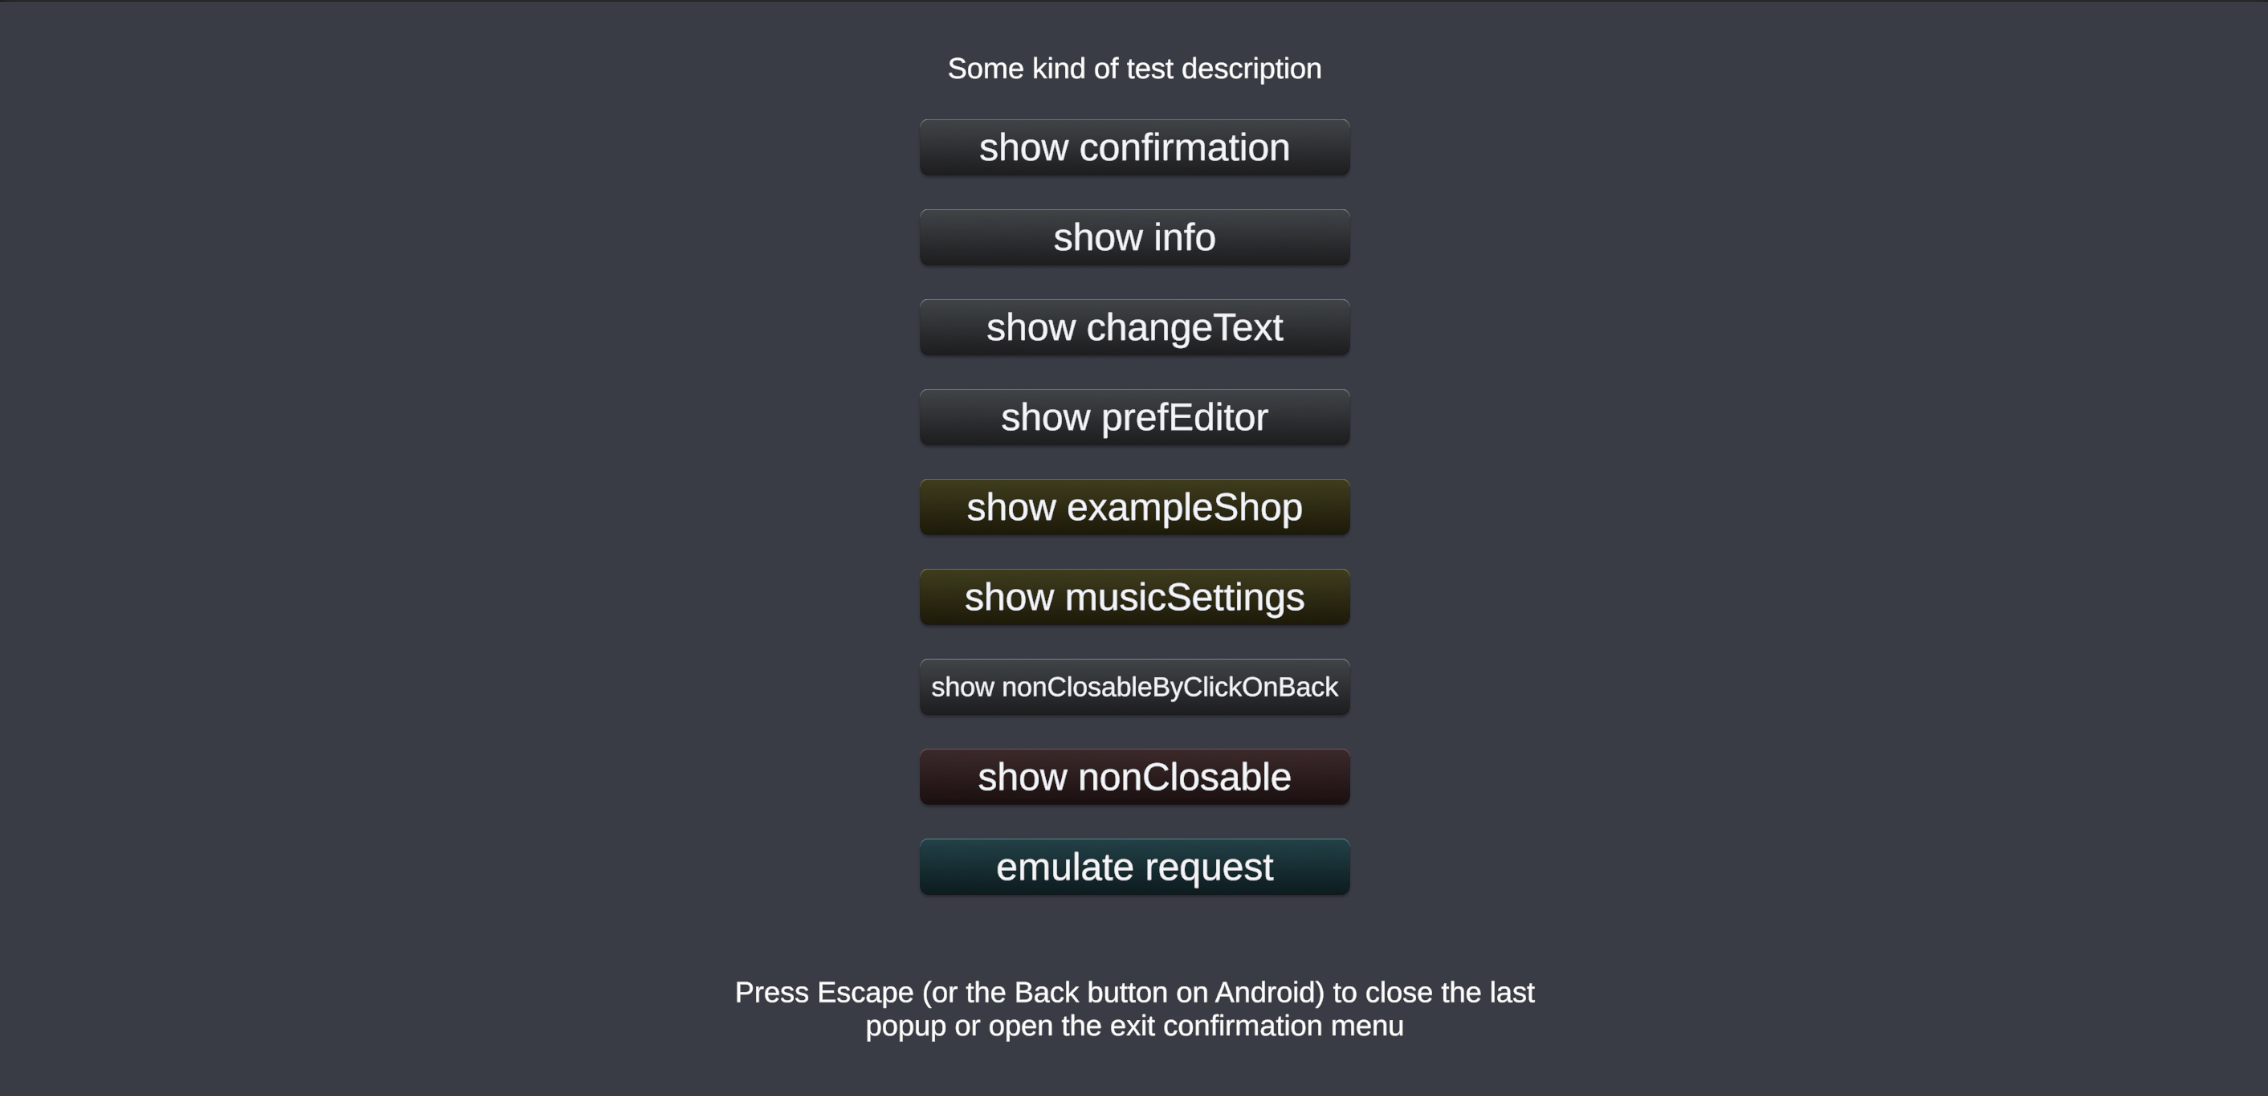 Some kind of test description
show confirmation
show info
show changeText
show prefEditor
show exampleShop
show musicSettings
show nonClosableByClickOnBack
show nonClosable
emulate request
Press Escape (or the Back button on Android) to close the last
popup or open the exit confirmation menu